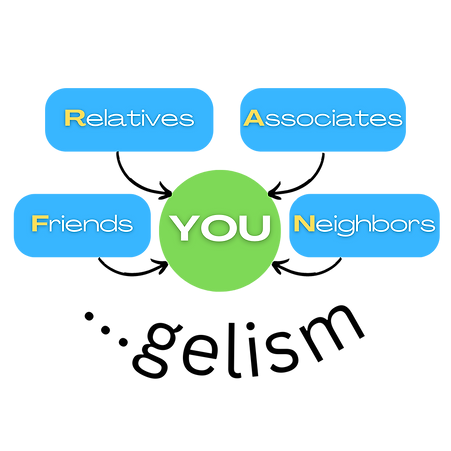 Relatives
Associates
Friends
YOU
Neighbors
...gelism